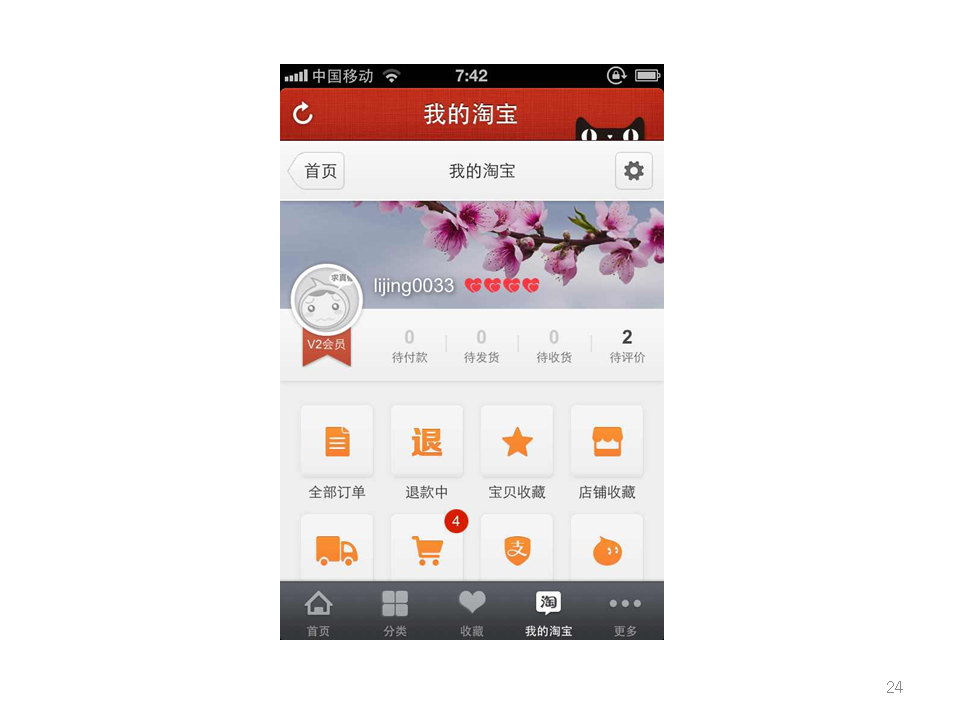 中国移动 7:42
我的淘宝
首页 我的淘宝
求真相
lijing0033
V2会员
0 0 0 2
待付款 待发货 待收货 待评价
退
全部订单 退款中 宝贝收藏 店铺收藏
4
支
淘
首页 分类 收藏 我的淘宝 更多
24